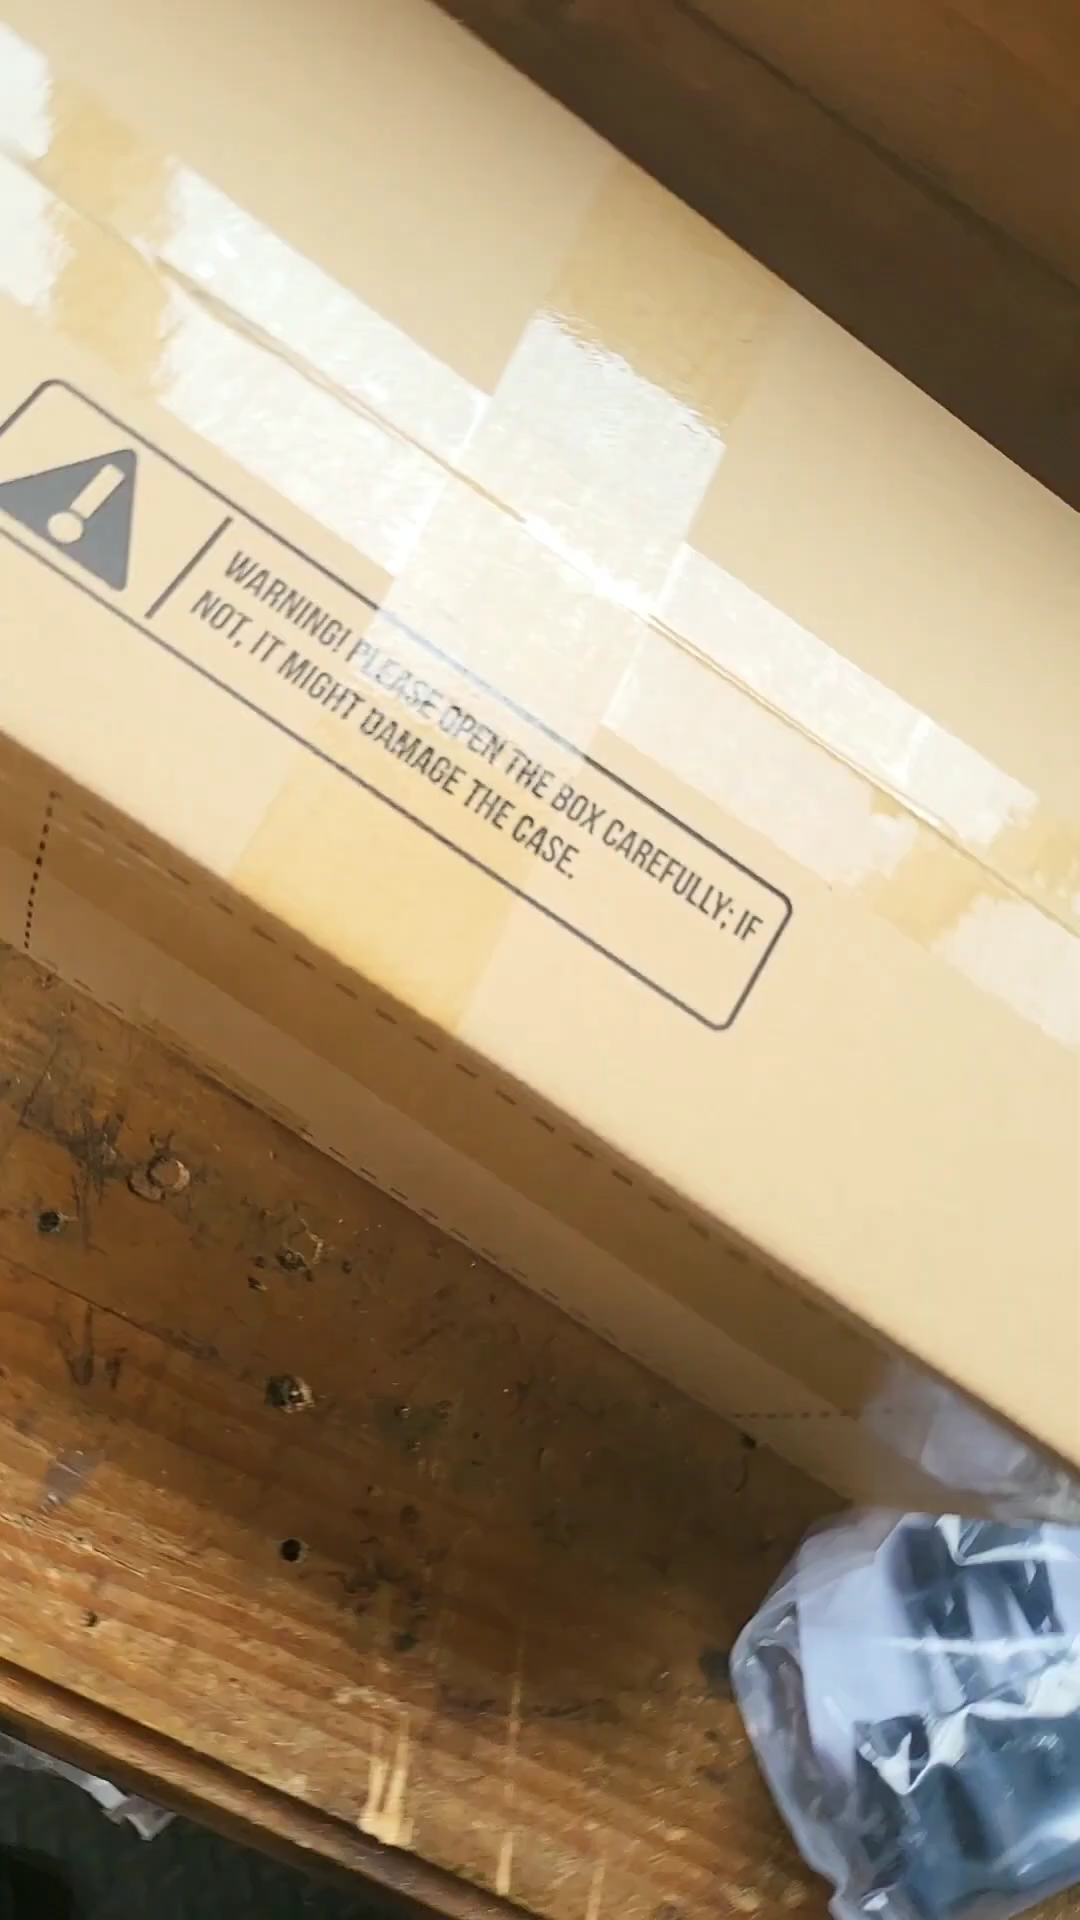 WARNING! PLEASE OPEN THE BOX CAREFULLY; IF
NOT, IT MIGHT DAMAGE THE CASE.